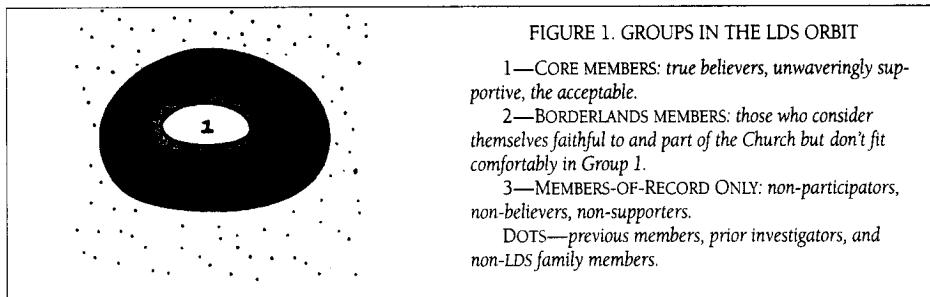 FIGURE 1. GROUPS IN THE LDS ORBIT
1
1—CORE MEMBERS: true believers, unwaveringly sup-
portive, the acceptable.
2—BORDERLANDS MEMBERS: those who consider
themselves faithful to and part of the Church but don't fit
comfortably in Group 1.
3—MEMBERS-OF-RECORD ONLY: non-participators,
non-believers, non-supporters.
DOTS—previous members, prior investigators, and
non-LDS family members.